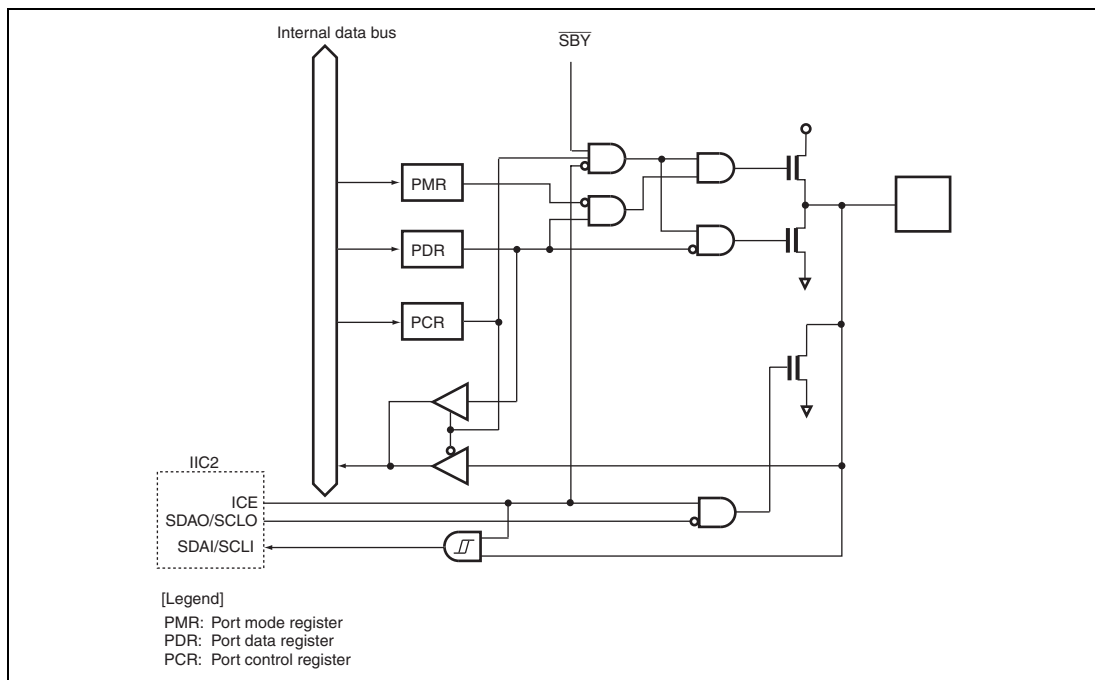 Internal data bus
SBY
PMR
PDR
PCR
IIC2
ICE
SDAO/SCLO
SDAI/SCLI
[Legend]
PMR: Port mode register
PDR: Port data register
PCR: Port control register